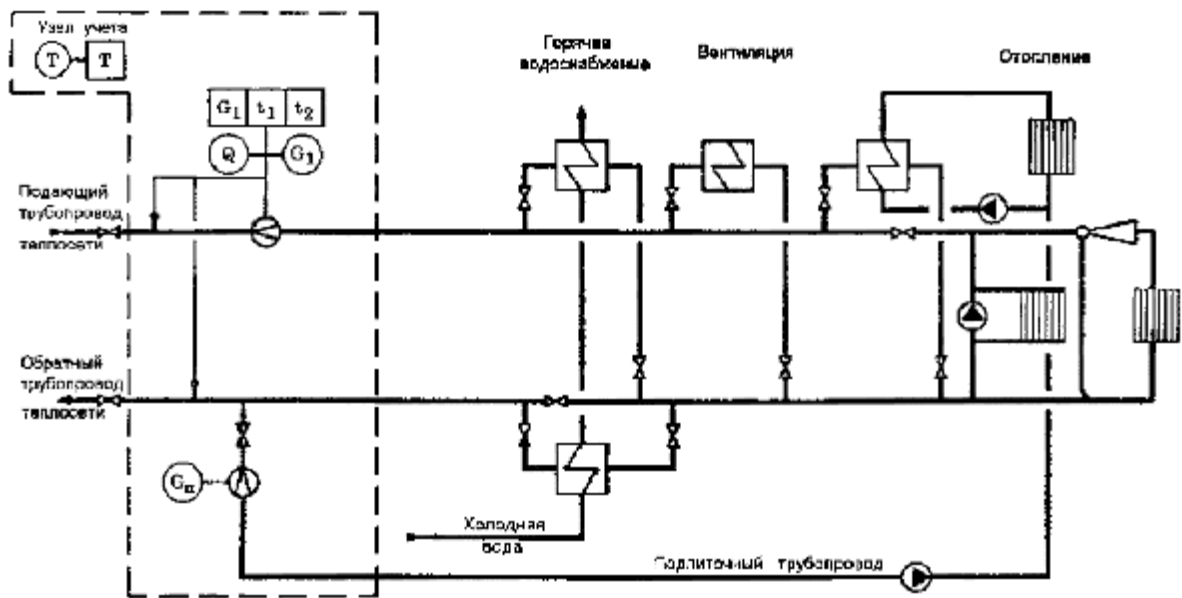 Узел учета
T T
Горячее
водоснабжение
Вентиляция
Отопление
G₁ t₁ t₂
Q G₁
Подающий
трубопровод
теплосети
Обратный
трубопровод
теплосети
Gп
Холодная
вода
Подпиточный трубопровод